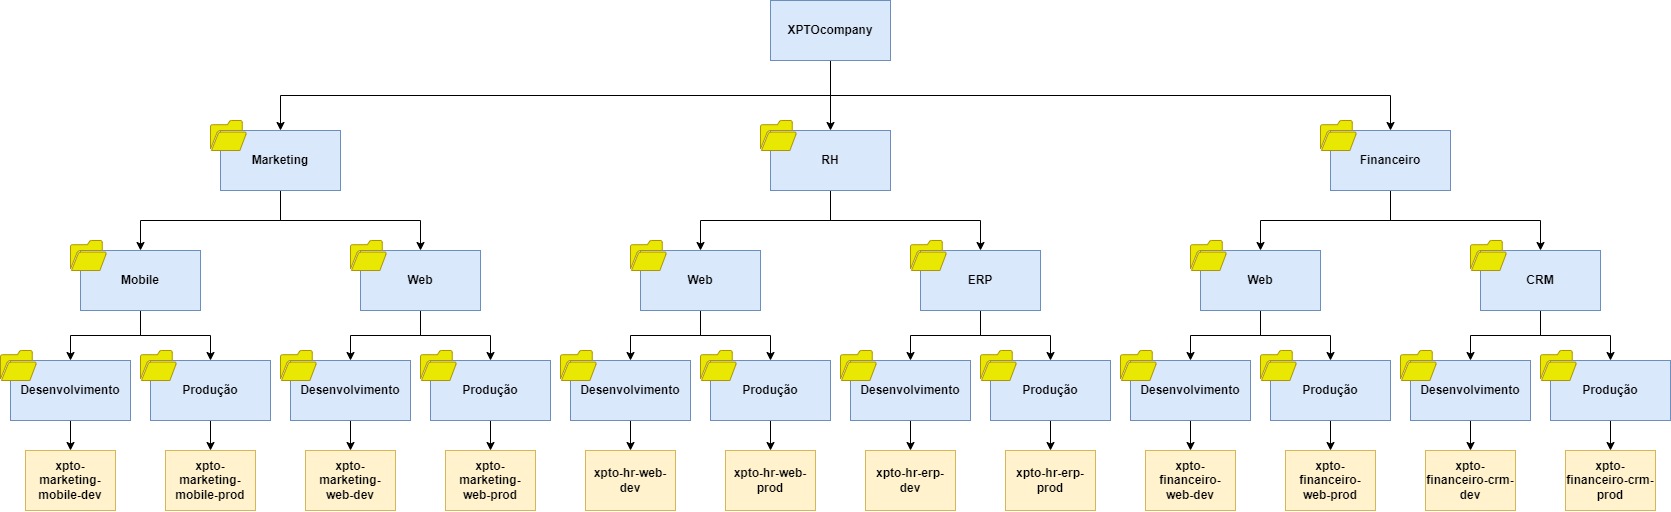 XPTOcompany
Marketing
RH
Financeiro
Mobile
Web
Web
ERP
Web
CRM
Desenvolvimento
Produção
Desenvolvimento
Produção
Desenvolvimento
Produção
Desenvolvimento
Produção
Desenvolvimento
Produção
Desenvolvimento
Produção
xpto-
marketing-
mobile-dev
xpto-
marketing-
mobile-prod
xpto-
marketing-
web-dev
xpto-
marketing-
web-prod
xpto-hr-web-
dev
xpto-hr-web-
prod
xpto-hr-erp-
dev
xpto-hr-erp-
prod
xpto-
financeiro-
web-dev
xpto-
financeiro-
web-prod
xpto-
financeiro-crm-
dev
xpto-
financeiro-crm-
prod